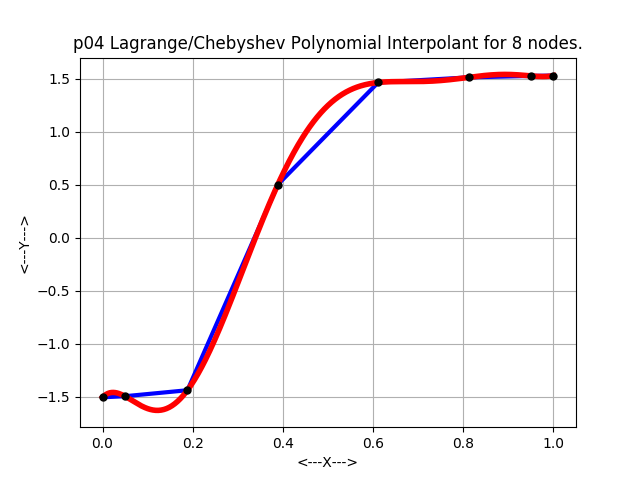 p04 Lagrange/Chebyshev Polynomial Interpolant for 8 nodes.
1.5
1.0
0.5
0.0
−0.5
−1.0
−1.5
<---Y--->
0.0 0.2 0.4 0.6 0.8 1.0
<---X--->